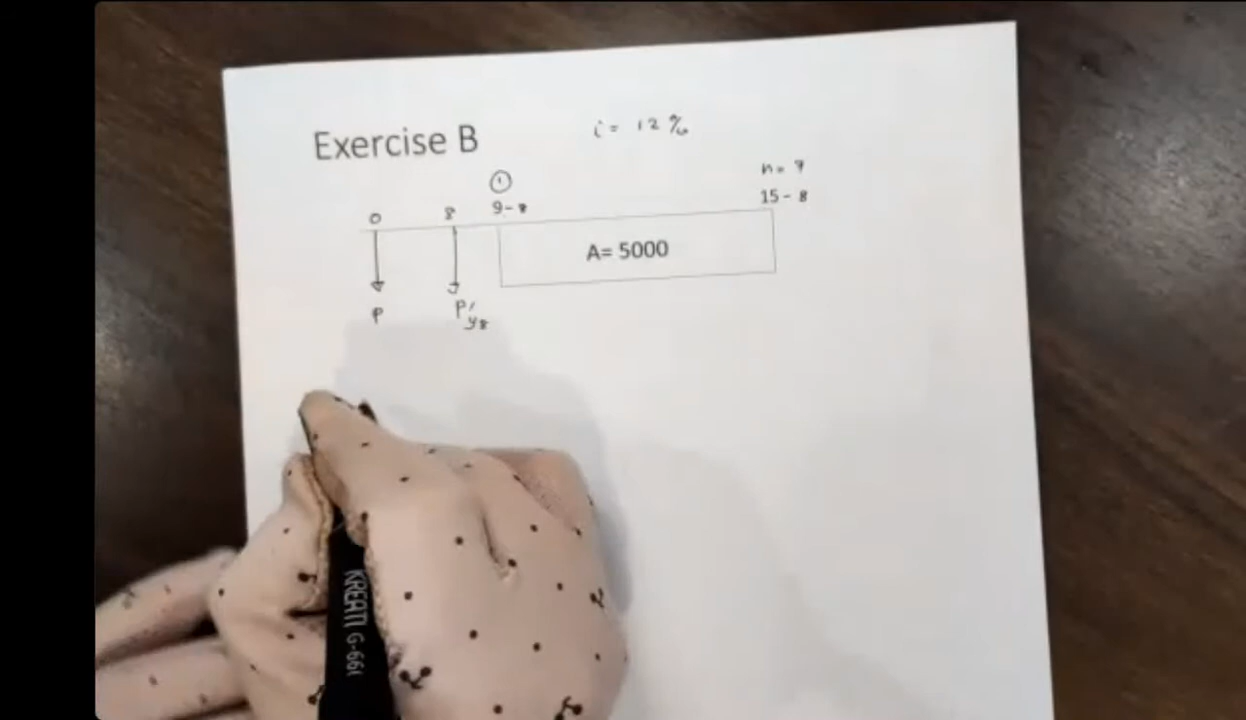 Exercise B
i = 12 %
n = 7
15 - 8
①
9 - 8
0
8
A= 5000
P
P'y8
KREATI G-661